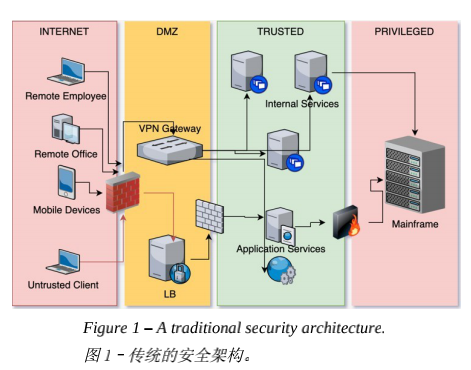 INTERNET
DMZ
TRUSTED
PRIVILEGED
Remote Employee
VPN Gateway
Internal Services
Remote Office
Mobile Devices
Mainframe
Application Services
Untrusted Client
LB
Figure 1 – A traditional security architecture.
图 1 - 传统的安全架构。